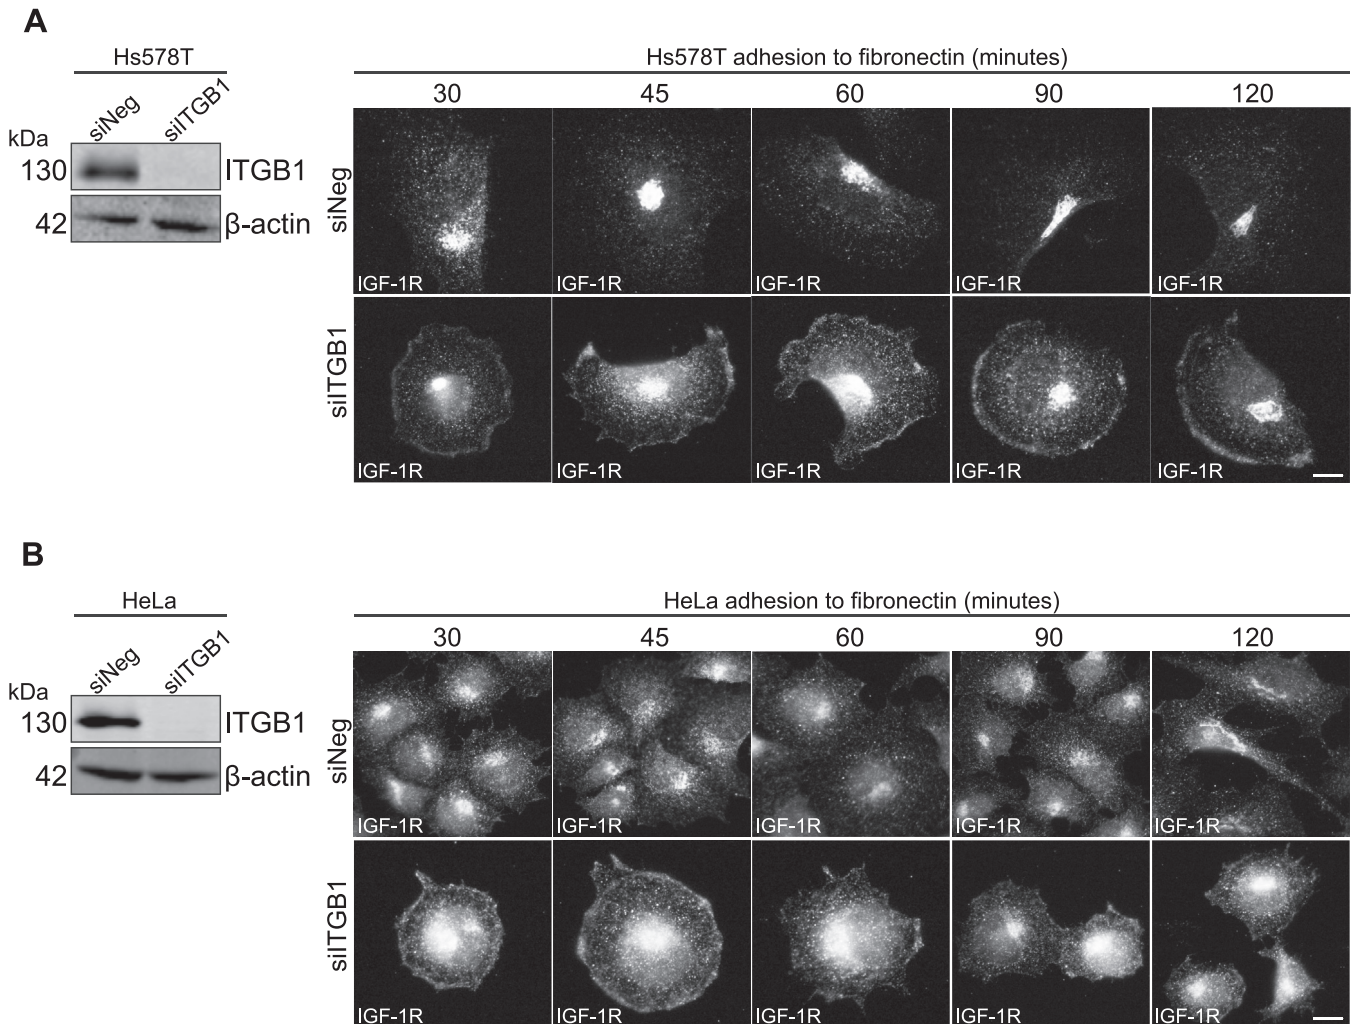 A
Hs578T
Hs578T adhesion to fibronectin (minutes)
siNeg siITGB1
30 45 60 90 120
kDa
130 ITGB1
42 β-actin
siNeg
IGF-1R IGF-1R IGF-1R IGF-1R IGF-1R
siITGB1
IGF-1R IGF-1R IGF-1R IGF-1R IGF-1R
B
HeLa
HeLa adhesion to fibronectin (minutes)
siNeg siITGB1
30 45 60 90 120
kDa
130 ITGB1
42 β-actin
siNeg
IGF-1R IGF-1R IGF-1R IGF-1R IGF-1R
siITGB1
IGF-1R IGF-1R IGF-1R IGF-1R IGF-1R